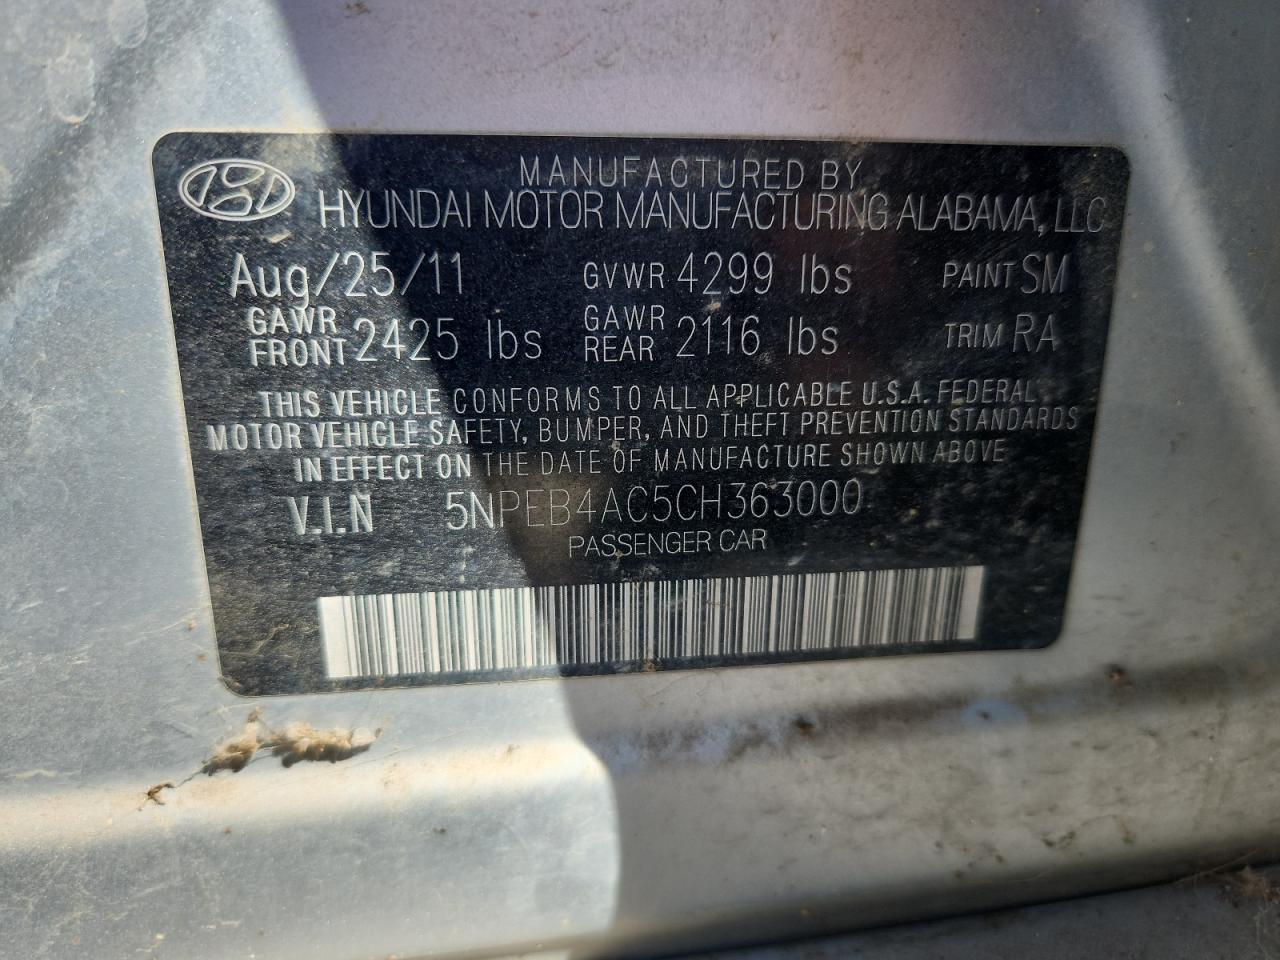 MANUFACTURED BY
HYUNDAI MOTOR MANUFACTURING ALABAMA, LLC
Aug/25/11 GVWR 4299 lbs PAINT SM
GAWR FRONT 2425 lbs GAWR REAR 2116 lbs TRIM RA
THIS VEHICLE CONFORMS TO ALL APPLICABLE U.S.A. FEDERAL
MOTOR VEHICLE SAFETY, BUMPER, AND THEFT PREVENTION STANDARDS
IN EFFECT ON THE DATE OF MANUFACTURE SHOWN ABOVE
V.I.N 5NPEB4AC5CH363000
PASSENGER CAR